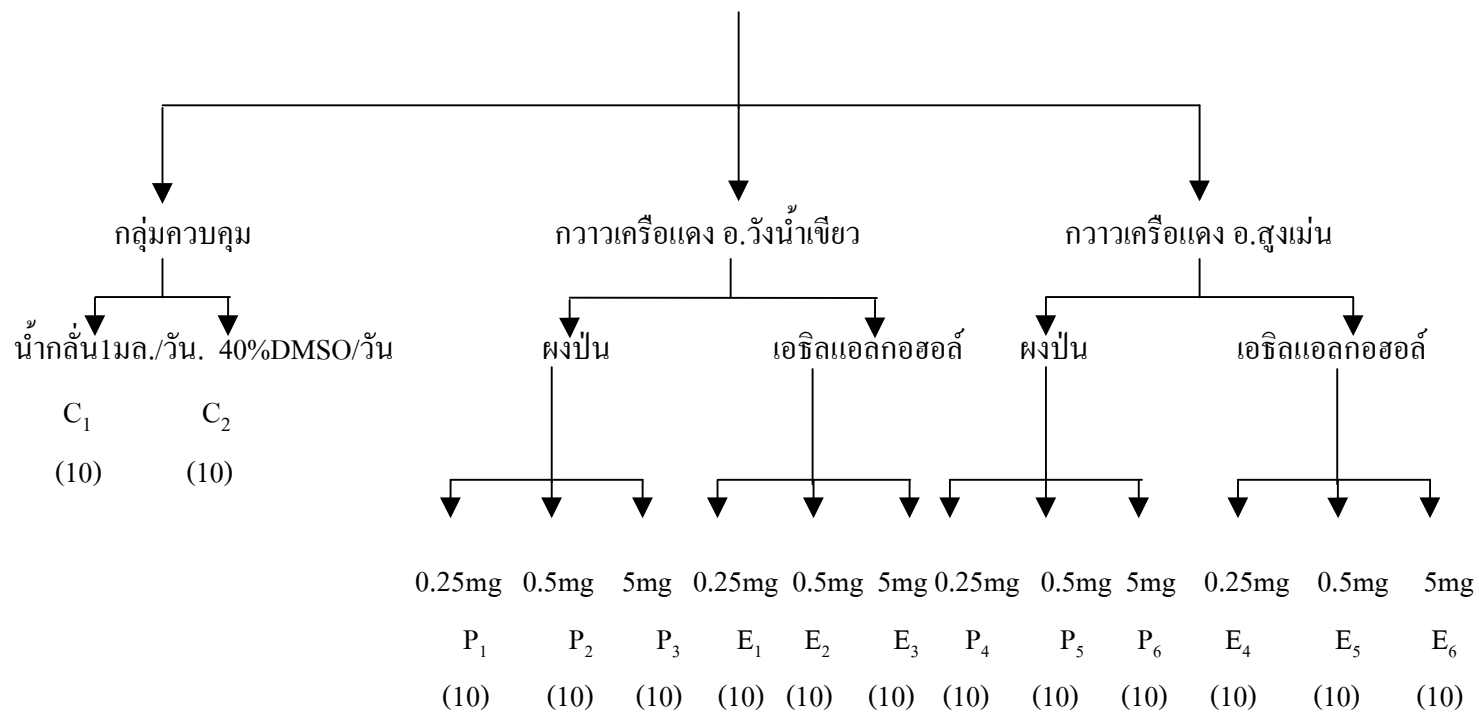 กลุ่มควบคุม กวาวเครือแดง อ.วังน้ำเขียว กวาวเครือแดง อ.สูงเม่น
น้ำกลั่น1มล./วัน. 40%DMSO/วัน ผงป่น เอธิลแอลกอฮอล์ ผงป่น เอธิลแอลกอฮอล์
C₁ C₂
(10) (10)
0.25mg 0.5mg 5mg 0.25mg 0.5mg 5mg 0.25mg 0.5mg 5mg 0.25mg 0.5mg 5mg
P₁ P₂ P₃ E₁ E₂ E₃ P₄ P₅ P₆ E₄ E₅ E₆
(10) (10) (10) (10) (10) (10) (10) (10) (10) (10) (10) (10)